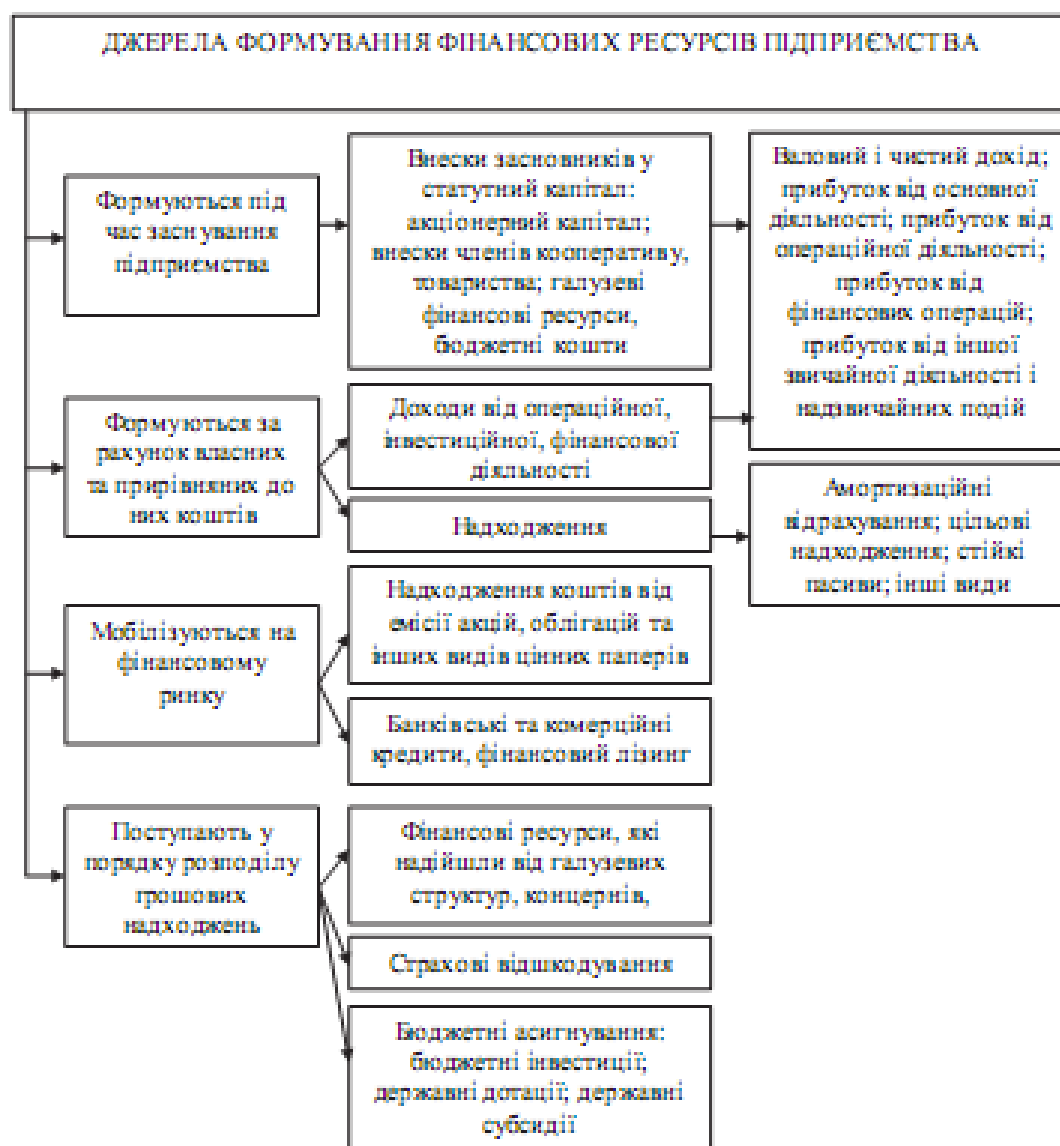 ДЖЕРЕЛА ФОРМУВАННЯ ФІНАНСОВИХ РЕСУРСІВ ПІДПРИЄМСТВА
Формуються під
час заснування
підприємства
Внески засновників у
статутний капітал:
акціонерний капітал;
внески членів кооперативу,
товариства; галузеві
фінансові ресурси,
бюджетні кошти
Валовий і чистий дохід;
прибуток від основної
діяльності; прибуток від
операційної діяльності;
прибуток від
фінансових операцій;
прибуток від іншої
звичайної діяльності і
надзвичайних подій
Формуються за
рахунок власних
та прирівняних до
них коштів
Доходи від операційної,
інвестиційної, фінансової
діяльності
Надходження
Амортизаційні
відрахування; цільові
надходження; стійкі
пасиви; інші види
Мобілізуються на
фінансовому
ринку
Надходження коштів від
емісії акцій, облігацій та
інших видів цінних паперів
Банківські та комерційні
кредити, фінансовий лізинг
Поступають у
порядку розподілу
грошових
надходжень
Фінансові ресурси, які
надійшли від галузевих
структур, концернів,
Страхові відшкодування
Бюджетні асигнування:
бюджетні інвестиції;
державні дотації; державні
субсидії